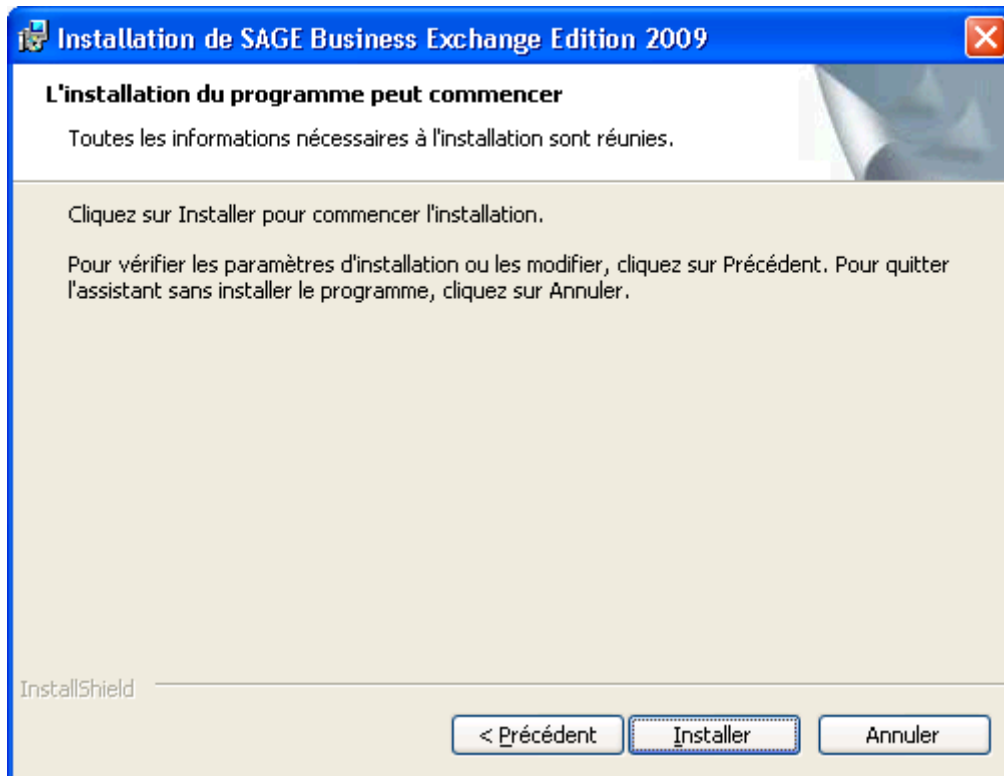 Installation de SAGE Business Exchange Edition 2009
L'installation du programme peut commencer
Toutes les informations nécessaires à l'installation sont réunies.
Cliquez sur Installer pour commencer l'installation.
Pour vérifier les paramètres d'installation ou les modifier, cliquez sur Précédent. Pour quitter
l'assistant sans installer le programme, cliquez sur Annuler.
InstallShield
< Précédent Installer Annuler